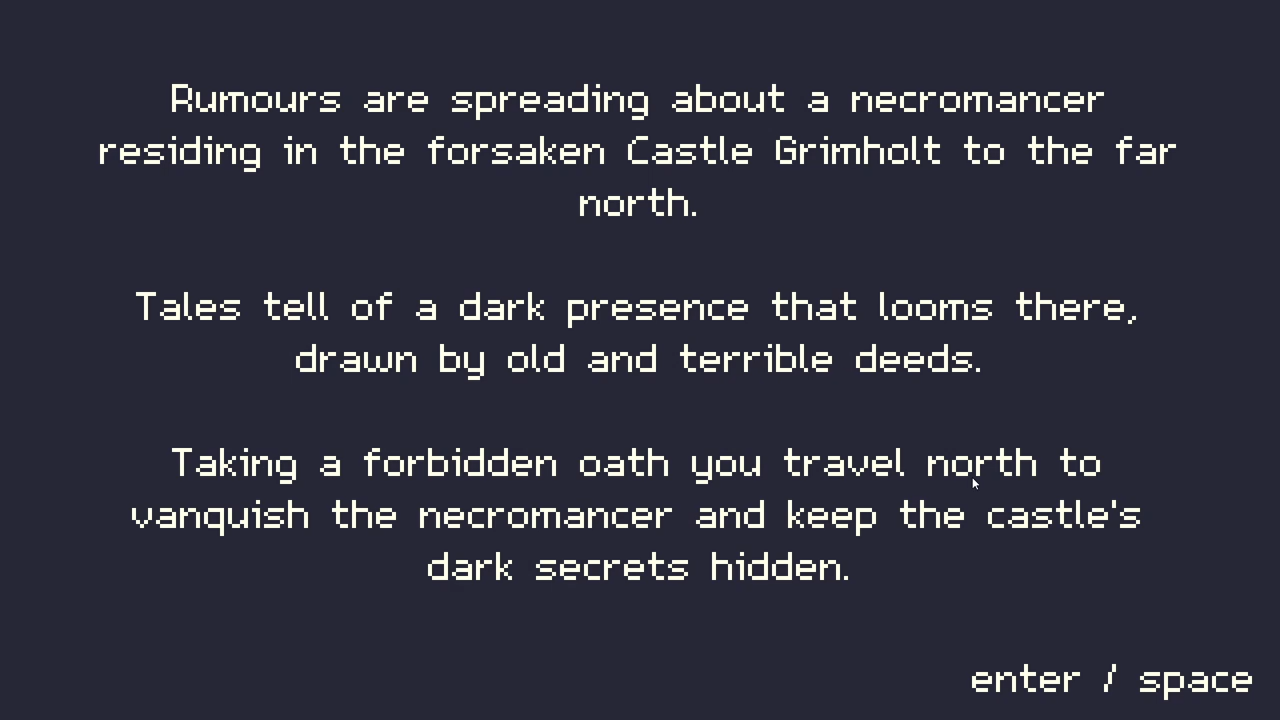 Rumours are spreading about a necromancer
residing in the forsaken Castle Grimholt to the far
north.
Tales tell of a dark presence that looms there,
drawn by old and terrible deeds.
Taking a forbidden oath you travel north to
vanquish the necromancer and keep the castle's
dark secrets hidden.
enter / space